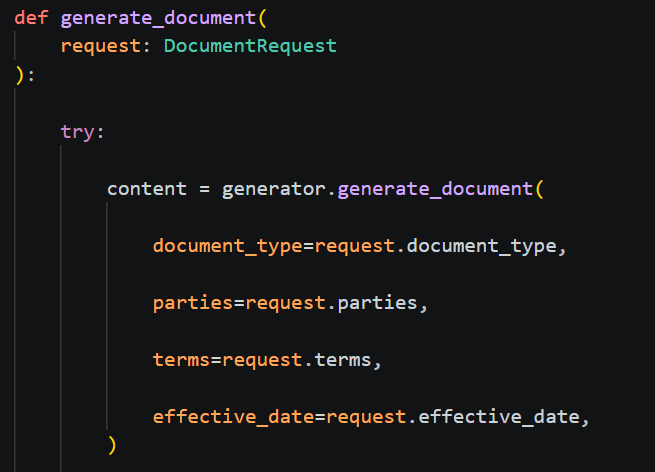 def generate_document(
    request: DocumentRequest
):
    try:
        content = generator.generate_document(
            document_type=request.document_type,
            parties=request.parties,
            terms=request.terms,
            effective_date=request.effective_date,
        )